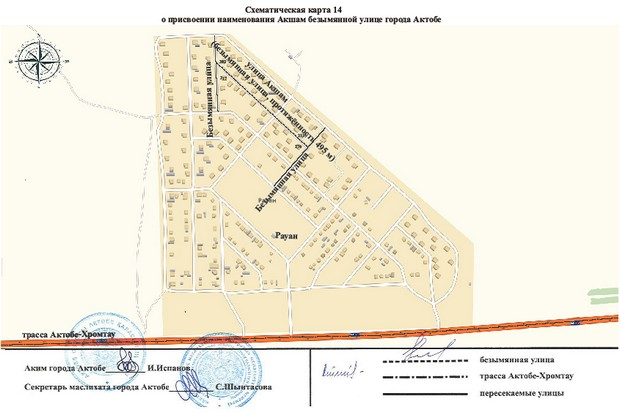 Схематическая карта 14
о присвоении наименования Акшам безымянной улице города Актобе
Безымянная улица
улица Акшам
(безымянная улица, протяжённость 495 м)
Безымянная улица
Рауан
Рауан
трасса Актобе-Хромтау
Аким города Актобе И.Испанов
Секретарь маслихата города Актобе С.Шынтасова
безымянная улица
трасса Актобе-Хромтау
пересекаемые улицы